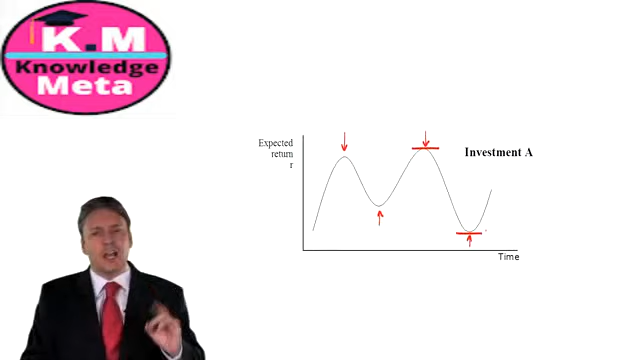 K.M
Knowledge
Meta
Expected
return
r
Investment A
Time